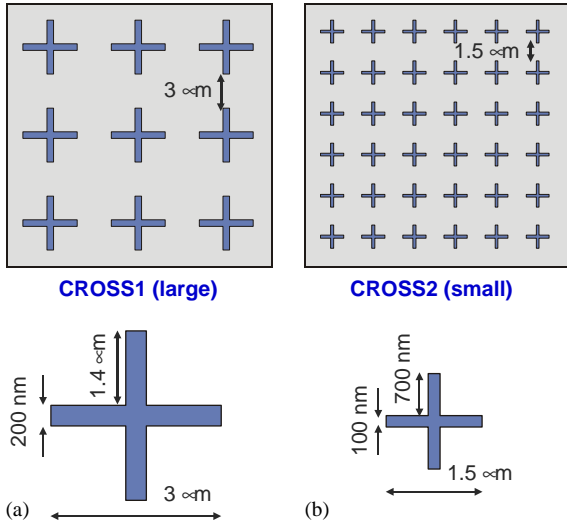 3 ∝m
1.5 ∝m
CROSS1 (large)
CROSS2 (small)
1.4 ∝m
200 nm
3 ∝m
(a)
700 nm
100 nm
1.5 ∝m
(b)